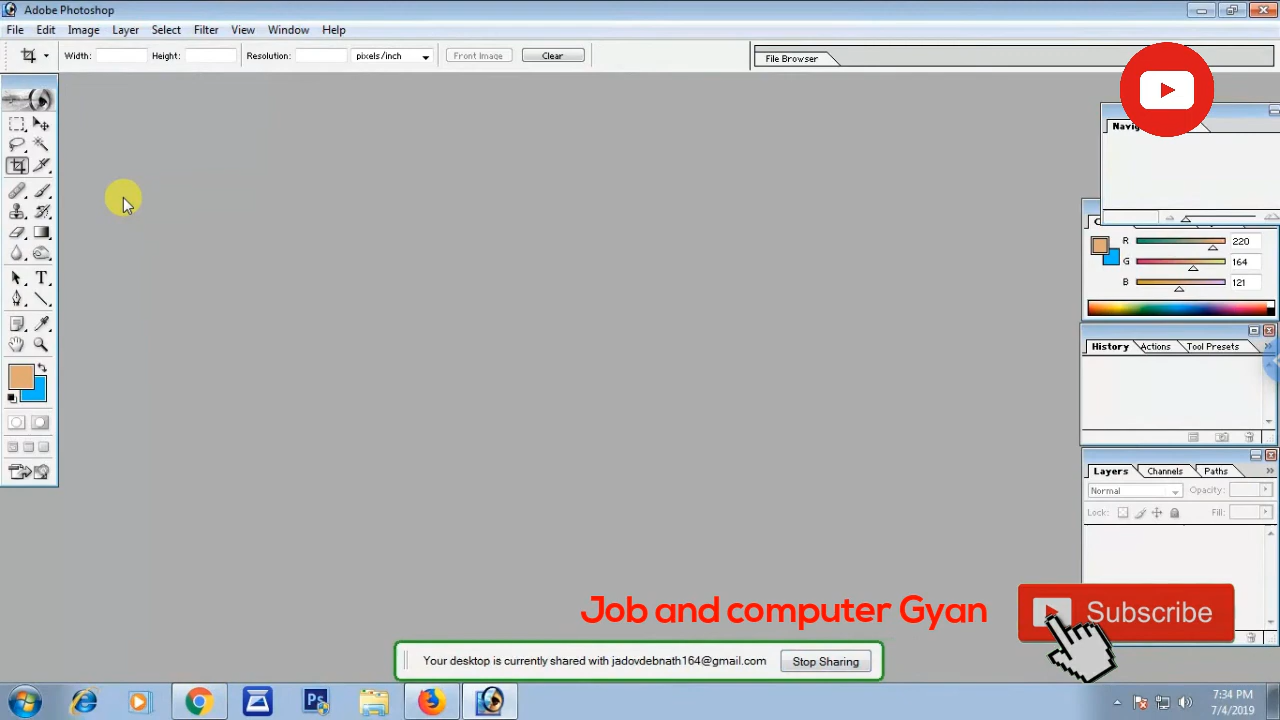 Adobe Photoshop
File Edit Image Layer Select Filter View Window Help
Width: Height: Resolution: pixels/inch Front Image Clear
File Browser
R 220
G 164
B 121
History Actions Tool Presets
Layers Channels Paths
Normal Opacity:
Lock: Fill:
Job and computer Gyan
Subscribe
Your desktop is currently shared with jadovdebnath164@gmail.com Stop Sharing
Ps
7:34 PM
7/4/2019